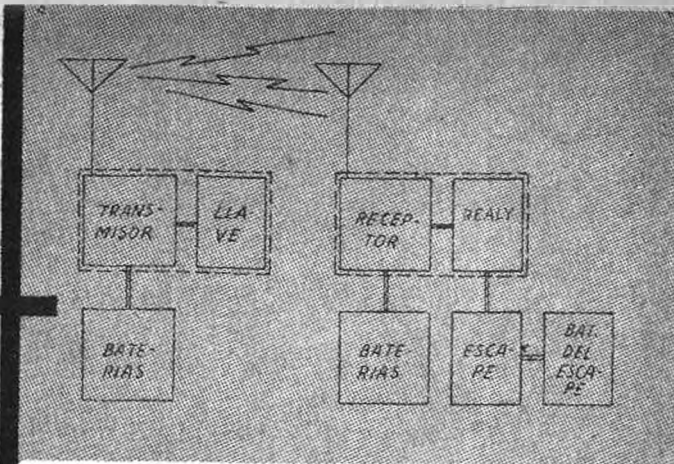 TRANS-
MISOR
LLA-
VE
RECEP-
TOR
REALY
BATE-
RIAS
BATE-
RIAS
ESCA-
PE
BAT.
DEL
ESCA-
PE